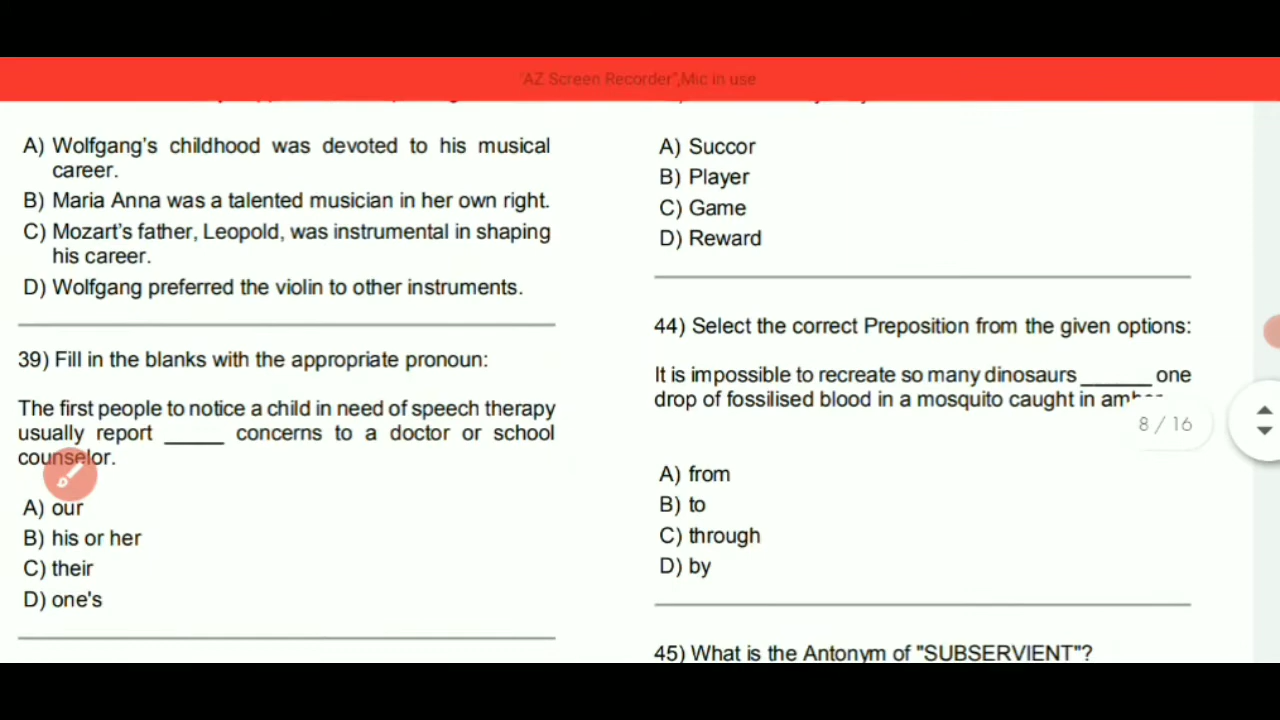 "AZ Screen Recorder",Mic in use
A) Wolfgang's childhood was devoted to his musical
career.
B) Maria Anna was a talented musician in her own right.
C) Mozart's father, Leopold, was instrumental in shaping
his career.
D) Wolfgang preferred the violin to other instruments.
39) Fill in the blanks with the appropriate pronoun:
The first people to notice a child in need of speech therapy
usually report _____ concerns to a doctor or school
counselor.
A) our
B) his or her
C) their
D) one's
A) Succor
B) Player
C) Game
D) Reward
44) Select the correct Preposition from the given options:
It is impossible to recreate so many dinosaurs ______ one
drop of fossilised blood in a mosquito caught in
8 / 16
A) from
B) to
C) through
D) by
45) What is the Antonym of "SUBSERVIENT"?